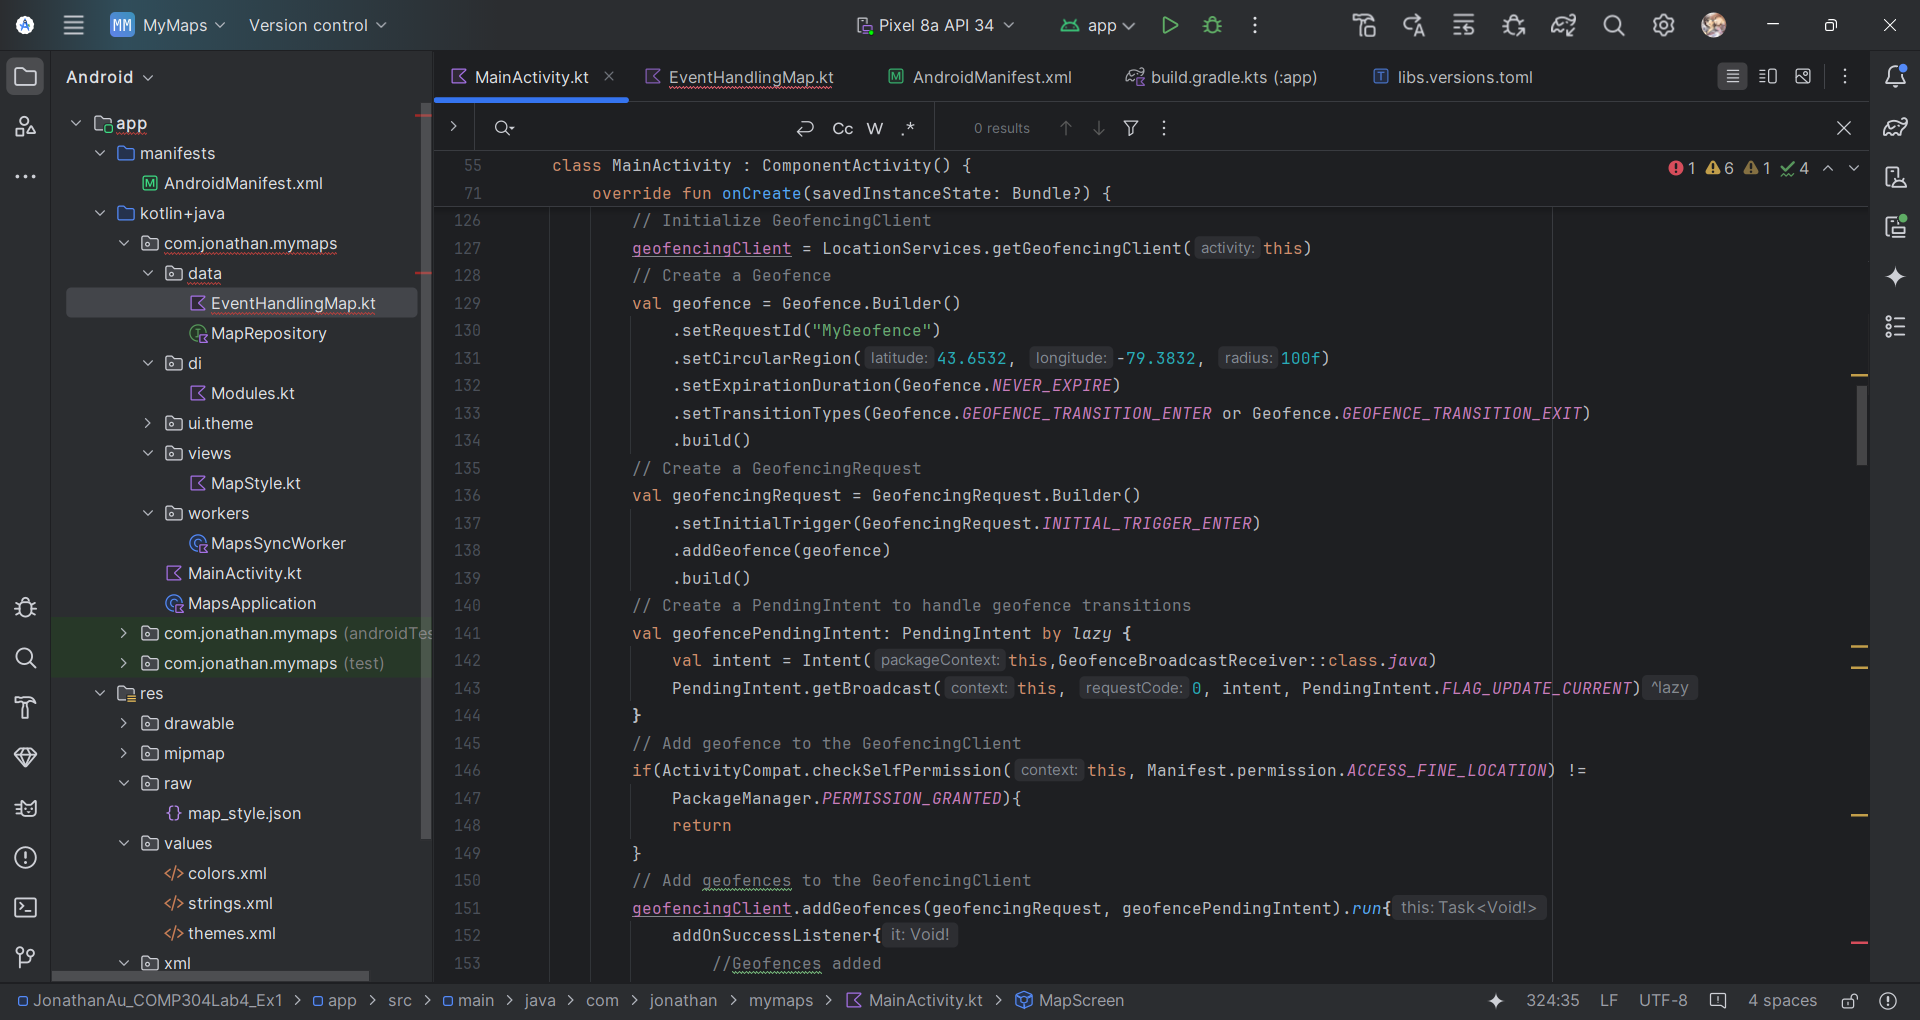 MM MyMaps Version control Pixel 8a API 34 app
Android
MainActivity.kt EventHandlingMap.kt AndroidManifest.xml build.gradle.kts (:app) libs.versions.toml
Cc W .* 0 results
app
manifests
AndroidManifest.xml
kotlin+java
com.jonathan.mymaps
data
EventHandlingMap.kt
MapRepository
di
Modules.kt
ui.theme
views
MapStyle.kt
workers
MapsSyncWorker
MainActivity.kt
MapsApplication
com.jonathan.mymaps (androidTes
com.jonathan.mymaps (test)
res
drawable
mipmap
raw
map_style.json
values
colors.xml
strings.xml
themes.xml
xml
55 class MainActivity : ComponentActivity() {
1 6 1 4
71 override fun onCreate(savedInstanceState: Bundle?) {
126 // Initialize GeofencingClient
127 geofencingClient = LocationServices.getGeofencingClient( activity: this)
128 // Create a Geofence
129 val geofence = Geofence.Builder()
130 .setRequestId("MyGeofence")
131 .setCircularRegion( latitude: 43.6532, longitude: -79.3832, radius: 100f)
132 .setExpirationDuration(Geofence.NEVER_EXPIRE)
133 .setTransitionTypes(Geofence.GEOFENCE_TRANSITION_ENTER or Geofence.GEOFENCE_TRANSITION_EXIT)
134 .build()
135 // Create a GeofencingRequest
136 val geofencingRequest = GeofencingRequest.Builder()
137 .setInitialTrigger(GeofencingRequest.INITIAL_TRIGGER_ENTER)
138 .addGeofence(geofence)
139 .build()
140 // Create a PendingIntent to handle geofence transitions
141 val geofencePendingIntent: PendingIntent by lazy {
142 val intent = Intent( packageContext: this,GeofenceBroadcastReceiver::class.java)
143 PendingIntent.getBroadcast( context: this, requestCode: 0, intent, PendingIntent.FLAG_UPDATE_CURRENT) ^lazy
144 }
145 // Add geofence to the GeofencingClient
146 if(ActivityCompat.checkSelfPermission( context: this, Manifest.permission.ACCESS_FINE_LOCATION) !=
147 PackageManager.PERMISSION_GRANTED){
148 return
149 }
150 // Add geofences to the GeofencingClient
151 geofencingClient.addGeofences(geofencingRequest, geofencePendingIntent).run{ this: Task<Void!>
152 addOnSuccessListener{ it: Void!
153 //Geofences added
JonathanAu_COMP304Lab4_Ex1 > app > src > main > java > com > jonathan > mymaps > MainActivity.kt > MapScreen 324:35 LF UTF-8 4 spaces